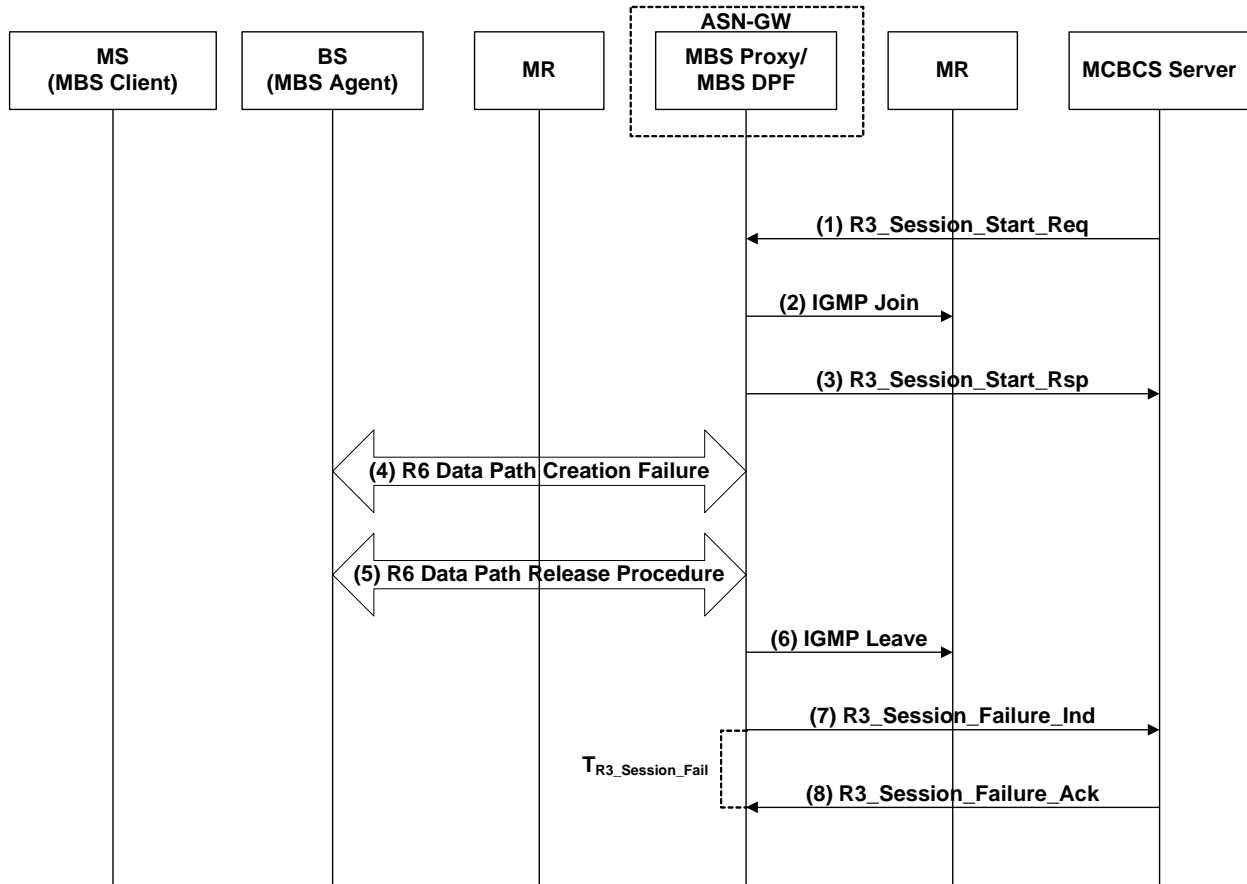 ASN-GW
MS
(MBS Client)
BS
(MBS Agent)
MR
MBS Proxy/
MBS DPF
MR
MCBCS Server
(1) R3_Session_Start_Req
(2) IGMP Join
(3) R3_Session_Start_Rsp
(4) R6 Data Path Creation Failure
(5) R6 Data Path Release Procedure
(6) IGMP Leave
(7) R3_Session_Failure_Ind
TR3_Session_Fail
(8) R3_Session_Failure_Ack